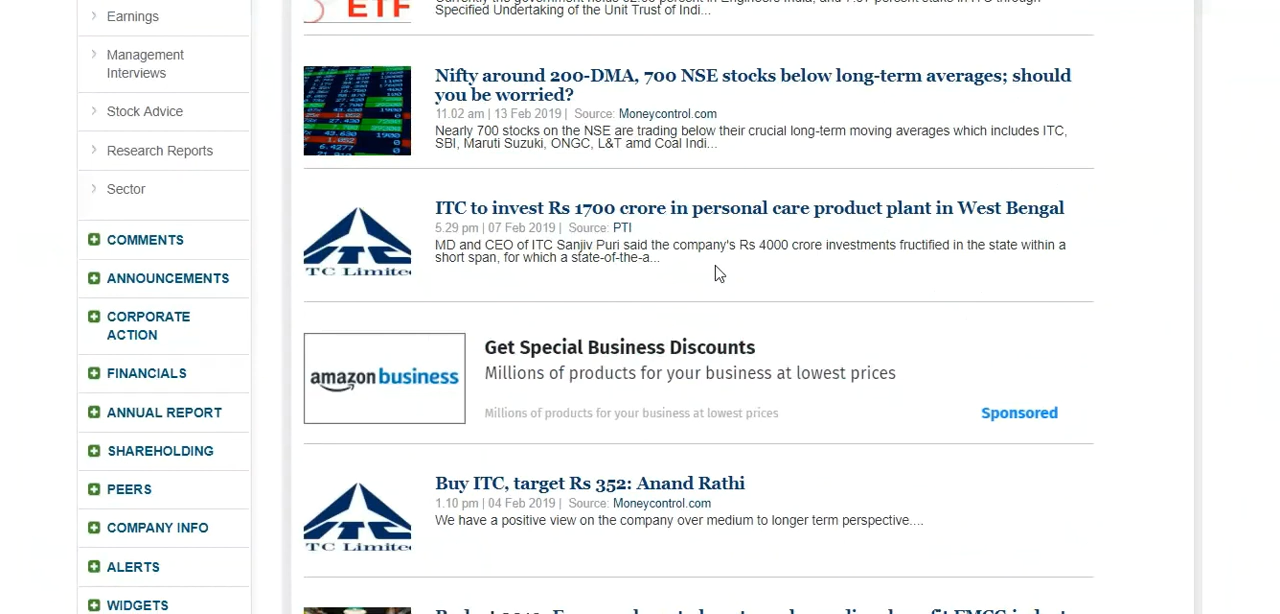 Earnings
Management
Interviews
Stock Advice
Research Reports
Sector
COMMENTS
ANNOUNCEMENTS
CORPORATE
ACTION
FINANCIALS
ANNUAL REPORT
SHAREHOLDING
PEERS
COMPANY INFO
ALERTS
WIDGETS
ETF
Specified Undertaking of the Unit Trust of Indi...
Nifty around 200-DMA, 700 NSE stocks below long-term averages; should
you be worried?
11.02 am | 13 Feb 2019 | Source: Moneycontrol.com
Nearly 700 stocks on the NSE are trading below their crucial long-term moving averages which includes ITC,
SBI, Maruti Suzuki, ONGC, L&T amd Coal Indi...
ITC to invest Rs 1700 crore in personal care product plant in West Bengal
5.29 pm | 07 Feb 2019 | Source: PTI
MD and CEO of ITC Sanjiv Puri said the company's Rs 4000 crore investments fructified in the state within a
short span, for which a state-of-the-a...
TC Limite
amazon business
Get Special Business Discounts
Millions of products for your business at lowest prices
Millions of products for your business at lowest prices
Sponsored
Buy ITC, target Rs 352: Anand Rathi
1.10 pm | 04 Feb 2019 | Source: Moneycontrol.com
We have a positive view on the company over medium to longer term perspective....
TC Limite